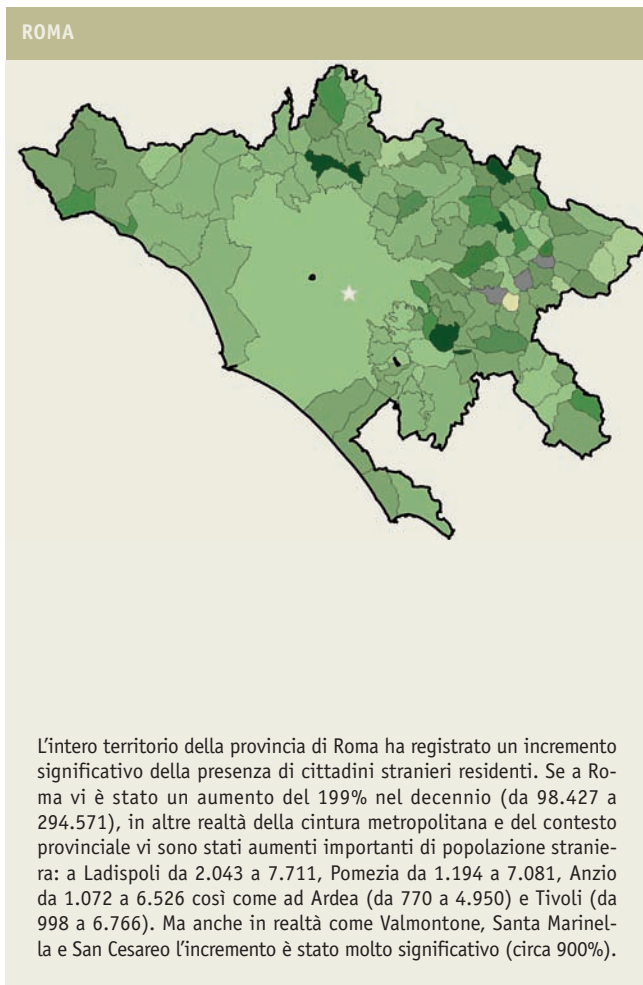 ROMA
L'intero territorio della provincia di Roma ha registrato un incremento
significativo della presenza di cittadini stranieri residenti. Se a Ro-
ma vi è stato un aumento del 199% nel decennio (da 98.427 a
294.571), in altre realtà della cintura metropolitana e del contesto
provinciale vi sono stati aumenti importanti di popolazione stranie-
ra: a Ladispoli da 2.043 a 7.711, Pomezia da 1.194 a 7.081, Anzio
da 1.072 a 6.526 così come ad Ardea (da 770 a 4.950) e Tivoli (da
998 a 6.766). Ma anche in realtà come Valmontone, Santa Marinel-
la e San Cesareo l'incremento è stato molto significativo (circa 900%).